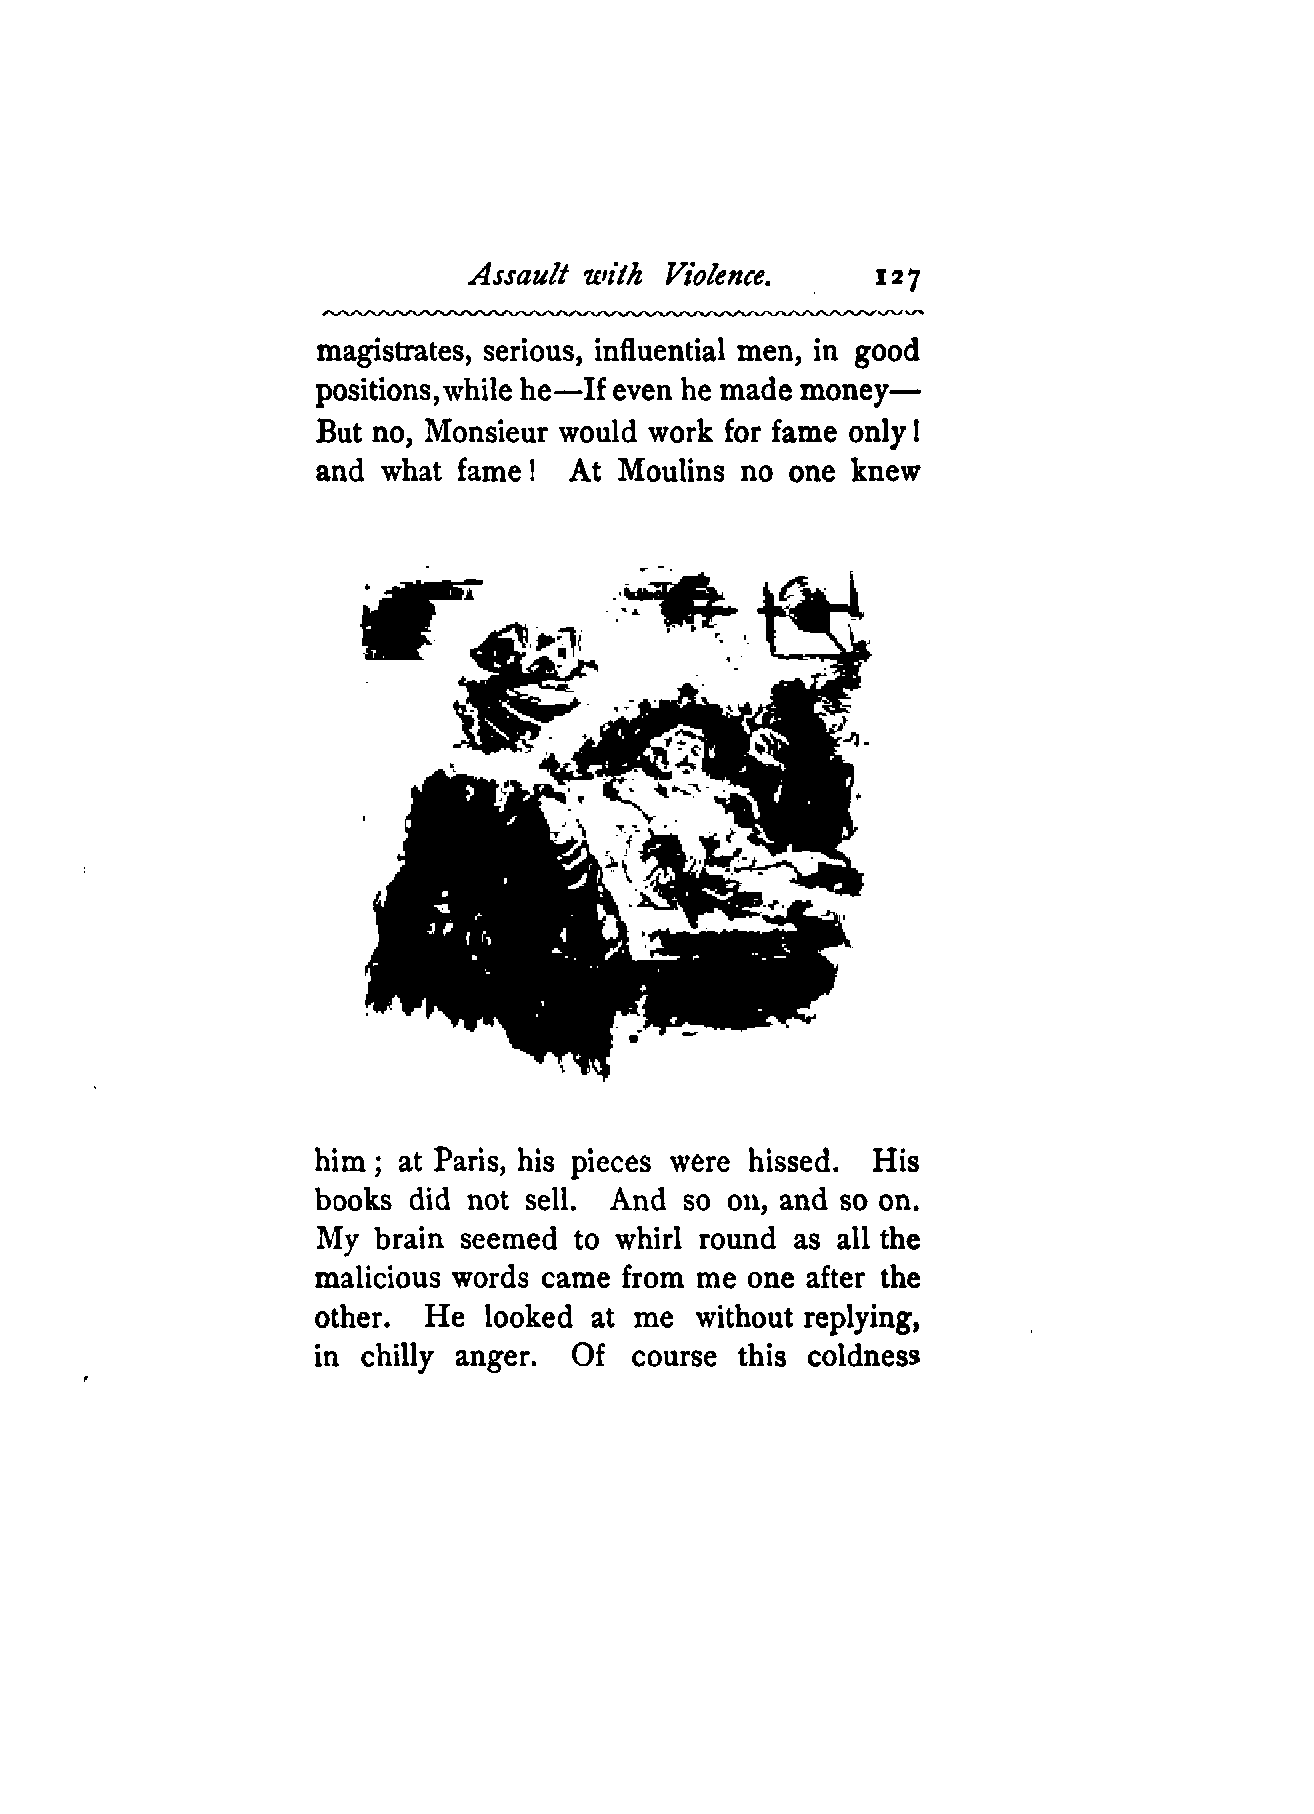 Assault with Violence. 127
magistrates, serious, influential men, in good
positions, while he—If even he made money—
But no, Monsieur would work for fame only!
and what fame! At Moulins no one knew
him; at Paris, his pieces were hissed. His
books did not sell. And so on, and so on.
My brain seemed to whirl round as all the
malicious words came from me one after the
other. He looked at me without replying,
in chilly anger. Of course this coldness